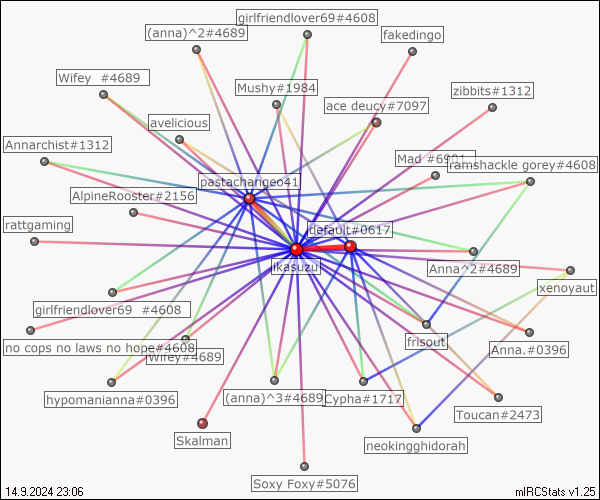 girlfriendlover69#4608
(anna)^2#4689
fakedingo
Wifey #4689
Mushy#1984
zibbits#1312
ace deucy#7097
avelicious
Annarchist#1312
Mad #6901
ramshackle gorey#4608
pastachangeo41
AlpineRooster#2156
rattgaming
default#0617
jikasuzu
Anna^2#4689
xenoyaut
girlfriendlover69 #4608
frisout
Anna.#0396
no cops no laws no hope#4608
Wifey#4689
hypomanianna#0396
(anna)^3#4689
Cypha#1717
Toucan#2473
Skalman
neokingghidorah
Soxy Foxy#5076
14.9.2024 23:06
mIRCStats v1.25